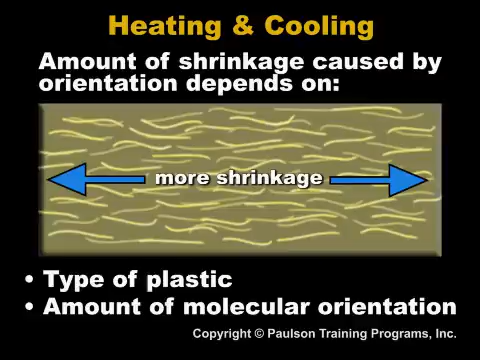 Heating & Cooling
Amount of shrinkage caused by
orientation depends on:
more shrinkage
• Type of plastic
• Amount of molecular orientation
Copyright © Paulson Training Programs, Inc.